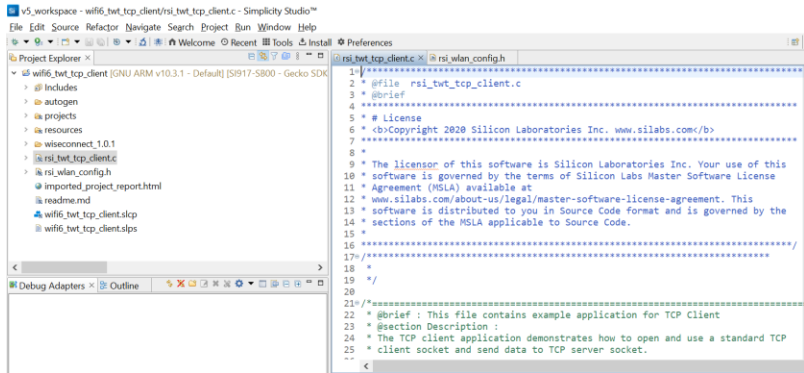 v5_workspace - wifi6_twt_tcp_client/rsi_twt_tcp_client.c - Simplicity Studio™
File Edit Source Refactor Navigate Search Project Run Window Help
Welcome Recent Tools Install Preferences
Project Explorer
wifi6_twt_tcp_client [GNU ARM v10.3.1 - Default] [SI917-S800 - Gecko SDK
Includes
autogen
projects
resources
wiseconnect_1.0.1
rsi_twt_tcp_client.c
rsi_wlan_config.h
imported_project_report.html
readme.md
wifi6_twt_tcp_client.slcp
wifi6_twt_tcp_client.slps
Debug Adapters Outline
rsi_twt_tcp_client.c rsi_wlan_config.h
1 /*******************************************************************************
2 * @file rsi_twt_tcp_client.c
3 * @brief
4 *******************************************************************************
5 * # License
6 * <b>Copyright 2020 Silicon Laboratories Inc. www.silabs.com</b>
7 *******************************************************************************
8 *
9 * The licensor of this software is Silicon Laboratories Inc. Your use of this
10 * software is governed by the terms of Silicon Labs Master Software License
11 * Agreement (MSLA) available at
12 * www.silabs.com/about-us/legal/master-software-license-agreement. This
13 * software is distributed to you in Source Code format and is governed by the
14 * sections of the MSLA applicable to Source Code.
15 *
16 ******************************************************************************/
17 /*************************************************************************
18 *
19 */
20
21 /*==============================================================================
22 * @brief : This file contains example application for TCP Client
23 * @section Description :
24 * The TCP client application demonstrates how to open and use a standard TCP
25 * client socket and send data to TCP server socket.